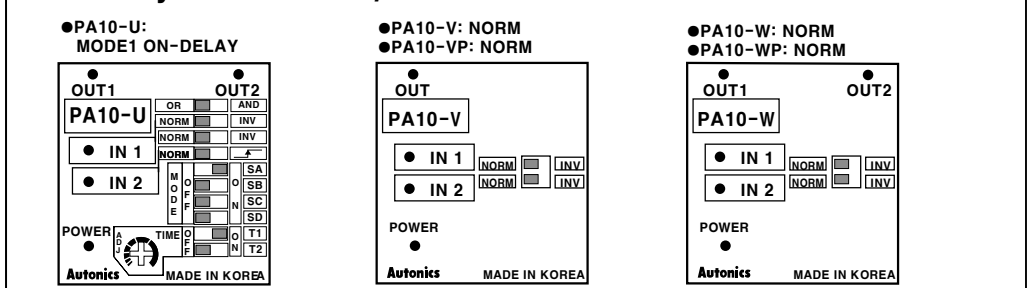 ●PA10-U:
MODE1 ON-DELAY
OUT1 OUT2
PA10-U
OR AND
NORM INV
NORM INV
IN 1
NORM
IN 2
MODE
OFF
ON
SA
SB
SC
SD
POWER
ADJ
TIME
OFF
ON
T1
T2
Autonics MADE IN KOREA
●PA10-V: NORM
●PA10-VP: NORM
OUT
PA10-V
IN 1
NORM INV
IN 2
NORM INV
POWER
Autonics MADE IN KOREA
●PA10-W: NORM
●PA10-WP: NORM
OUT1 OUT2
PA10-W
IN 1
NORM INV
IN 2
NORM INV
POWER
Autonics MADE IN KOREA